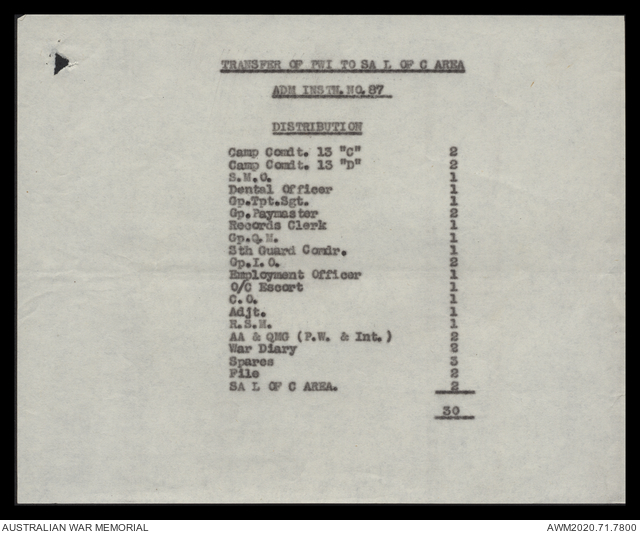 TRANSFER OF PWI TO SA L OF C AREA
ADM INSTN.NO.87
DISTRIBUTION
Camp Comdt. 13 "C" 2
Camp Comdt. 13 "D" 2
S.M.O. 1
Dental Officer 1
Gp.Tpt.Sgt. 1
Gp.Paymaster 2
Records Clerk 1
Gp.Q.M. 1
Sth Guard Comdr. 1
Gp.I.O. 2
Employment Officer 1
O/C Escort 1
C.O. 1
Adjt. 1
R.S.M. 1
AA & QMG (P.W. & Int.) 2
War Diary 2
Spares 3
File 2
SA L OF C AREA. 2
30
AUSTRALIAN WAR MEMORIAL AWM2020.71.7800